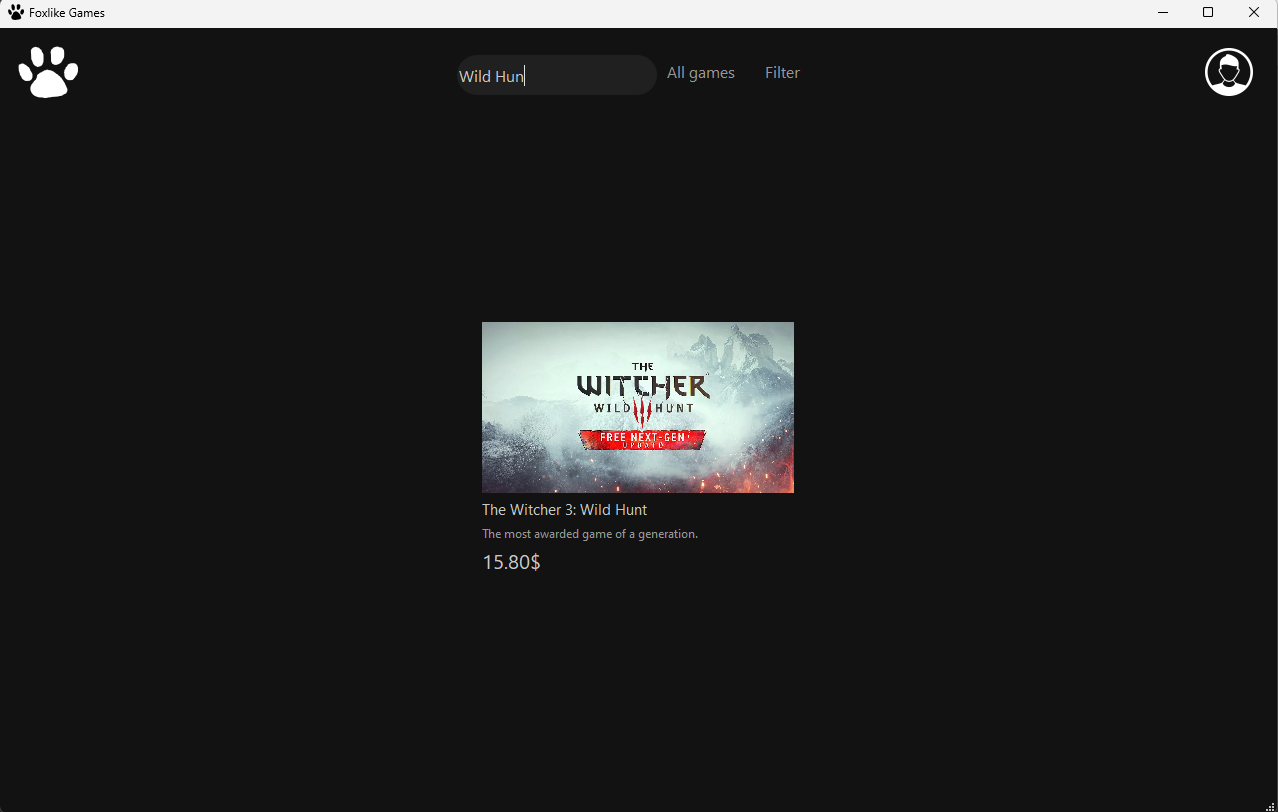 Foxlike Games
Wild Hun
All games
Filter
THE
WITCHER
WILD HUNT
FREE NEXT-GEN
UPDATE
The Witcher 3: Wild Hunt
The most awarded game of a generation.
15.80$